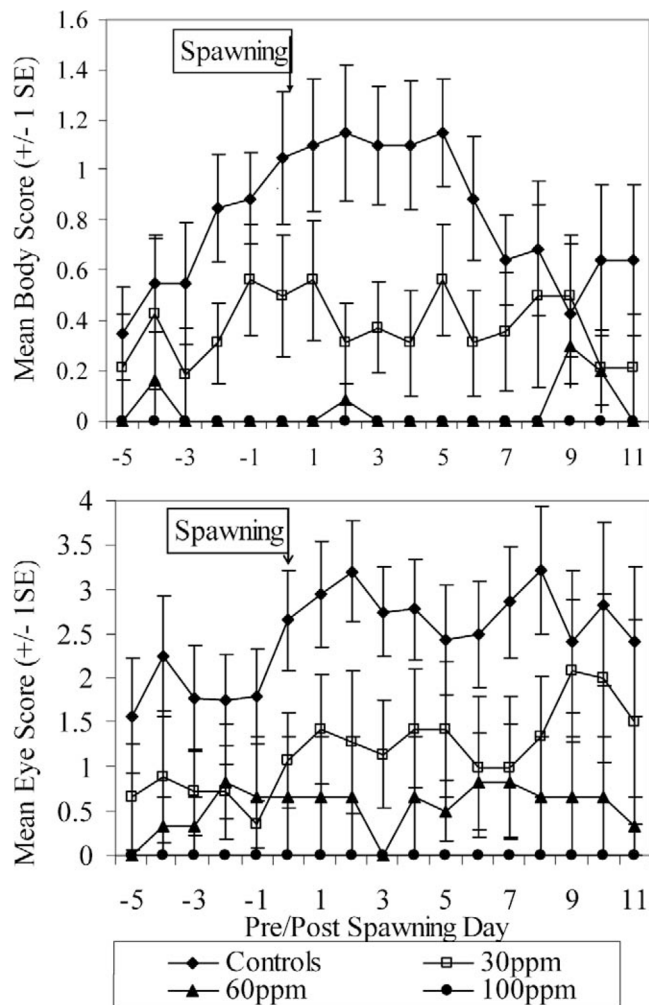 Mean Body Score (+/- 1 SE)
1.6
1.4
1.2
1
0.8
0.6
0.4
0.2
0
Spawning
-5 -3 -1 1 3 5 7 9 11
Mean Eye Score (+/- 1SE)
4
3.5
3
2.5
2
1.5
1
0.5
0
Spawning
-5 -3 -1 1 3 5 7 9 11
Pre/Post Spawning Day
Controls 30ppm
60ppm 100ppm